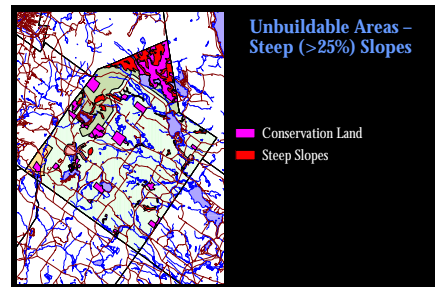 Unbuildable Areas –
Steep (>25%) Slopes
Conservation Land
Steep Slopes